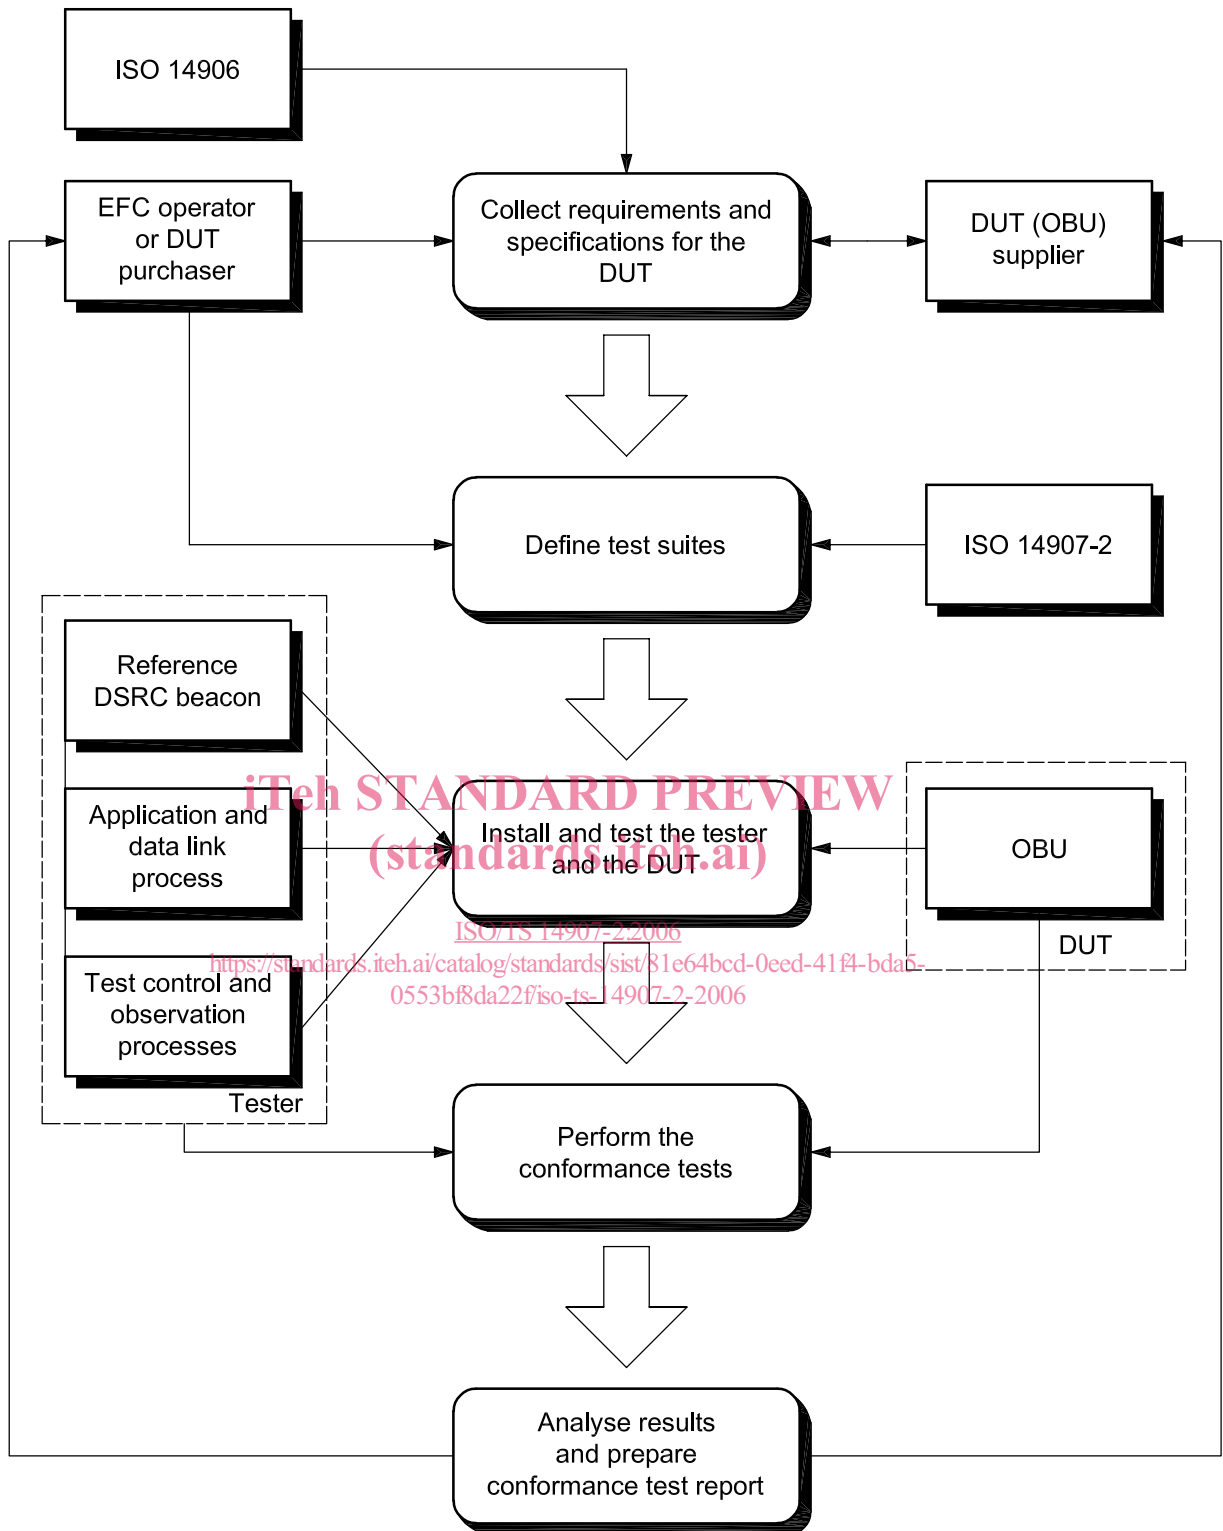 ISO 14906
EFC operator
or DUT
purchaser
Collect requirements and
specifications for the
DUT
DUT (OBU)
supplier
Define test suites
ISO 14907-2
Reference
DSRC beacon
Application and
data link
process
Test control and
observation
processes
Tester
iTeh STANDARD PREVIEW
(standards.iteh.ai)
Install and test the tester
and the DUT
OBU
DUT
ISO/TS 14907-2:2006
https://standards.iteh.ai/catalog/standards/sist/81e64bcd-0eed-41f4-bda5-
0553bf8da22f/iso-ts-14907-2-2006
Perform the
conformance tests
Analyse results
and prepare
conformance test report